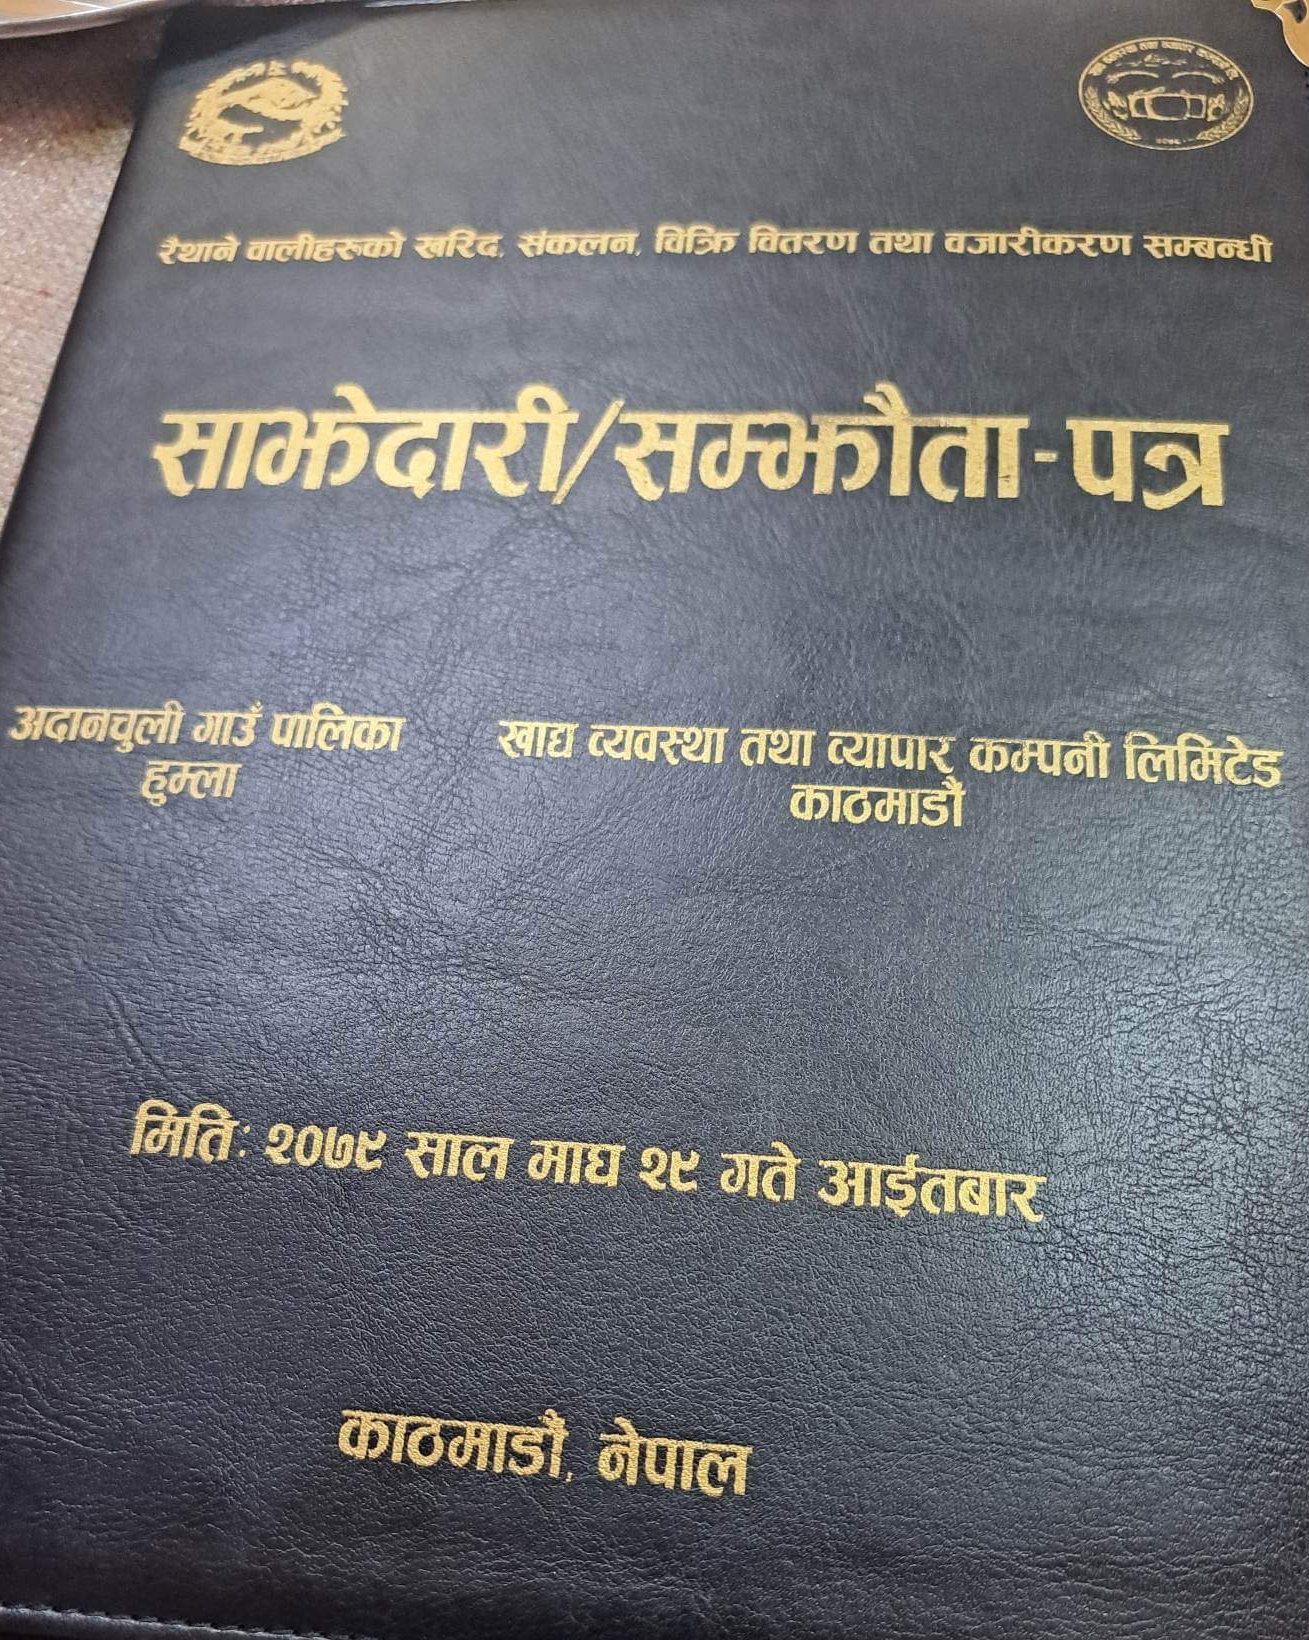 रैथाने वालीहरुको खरिद, संकलन, विक्रि वितरण तथा वजारीकरण सम्बन्धी
साझेदारी/सम्झौता-पत्र
अदानचुली गाउँ पालिका
हुम्ला
खाद्य व्यवस्था तथा व्यापार कम्पनी लिमिटेड
काठमाडौं
मिति: २०७९ साल माघ २९ गते आईतबार
काठमाडौं, नेपाल